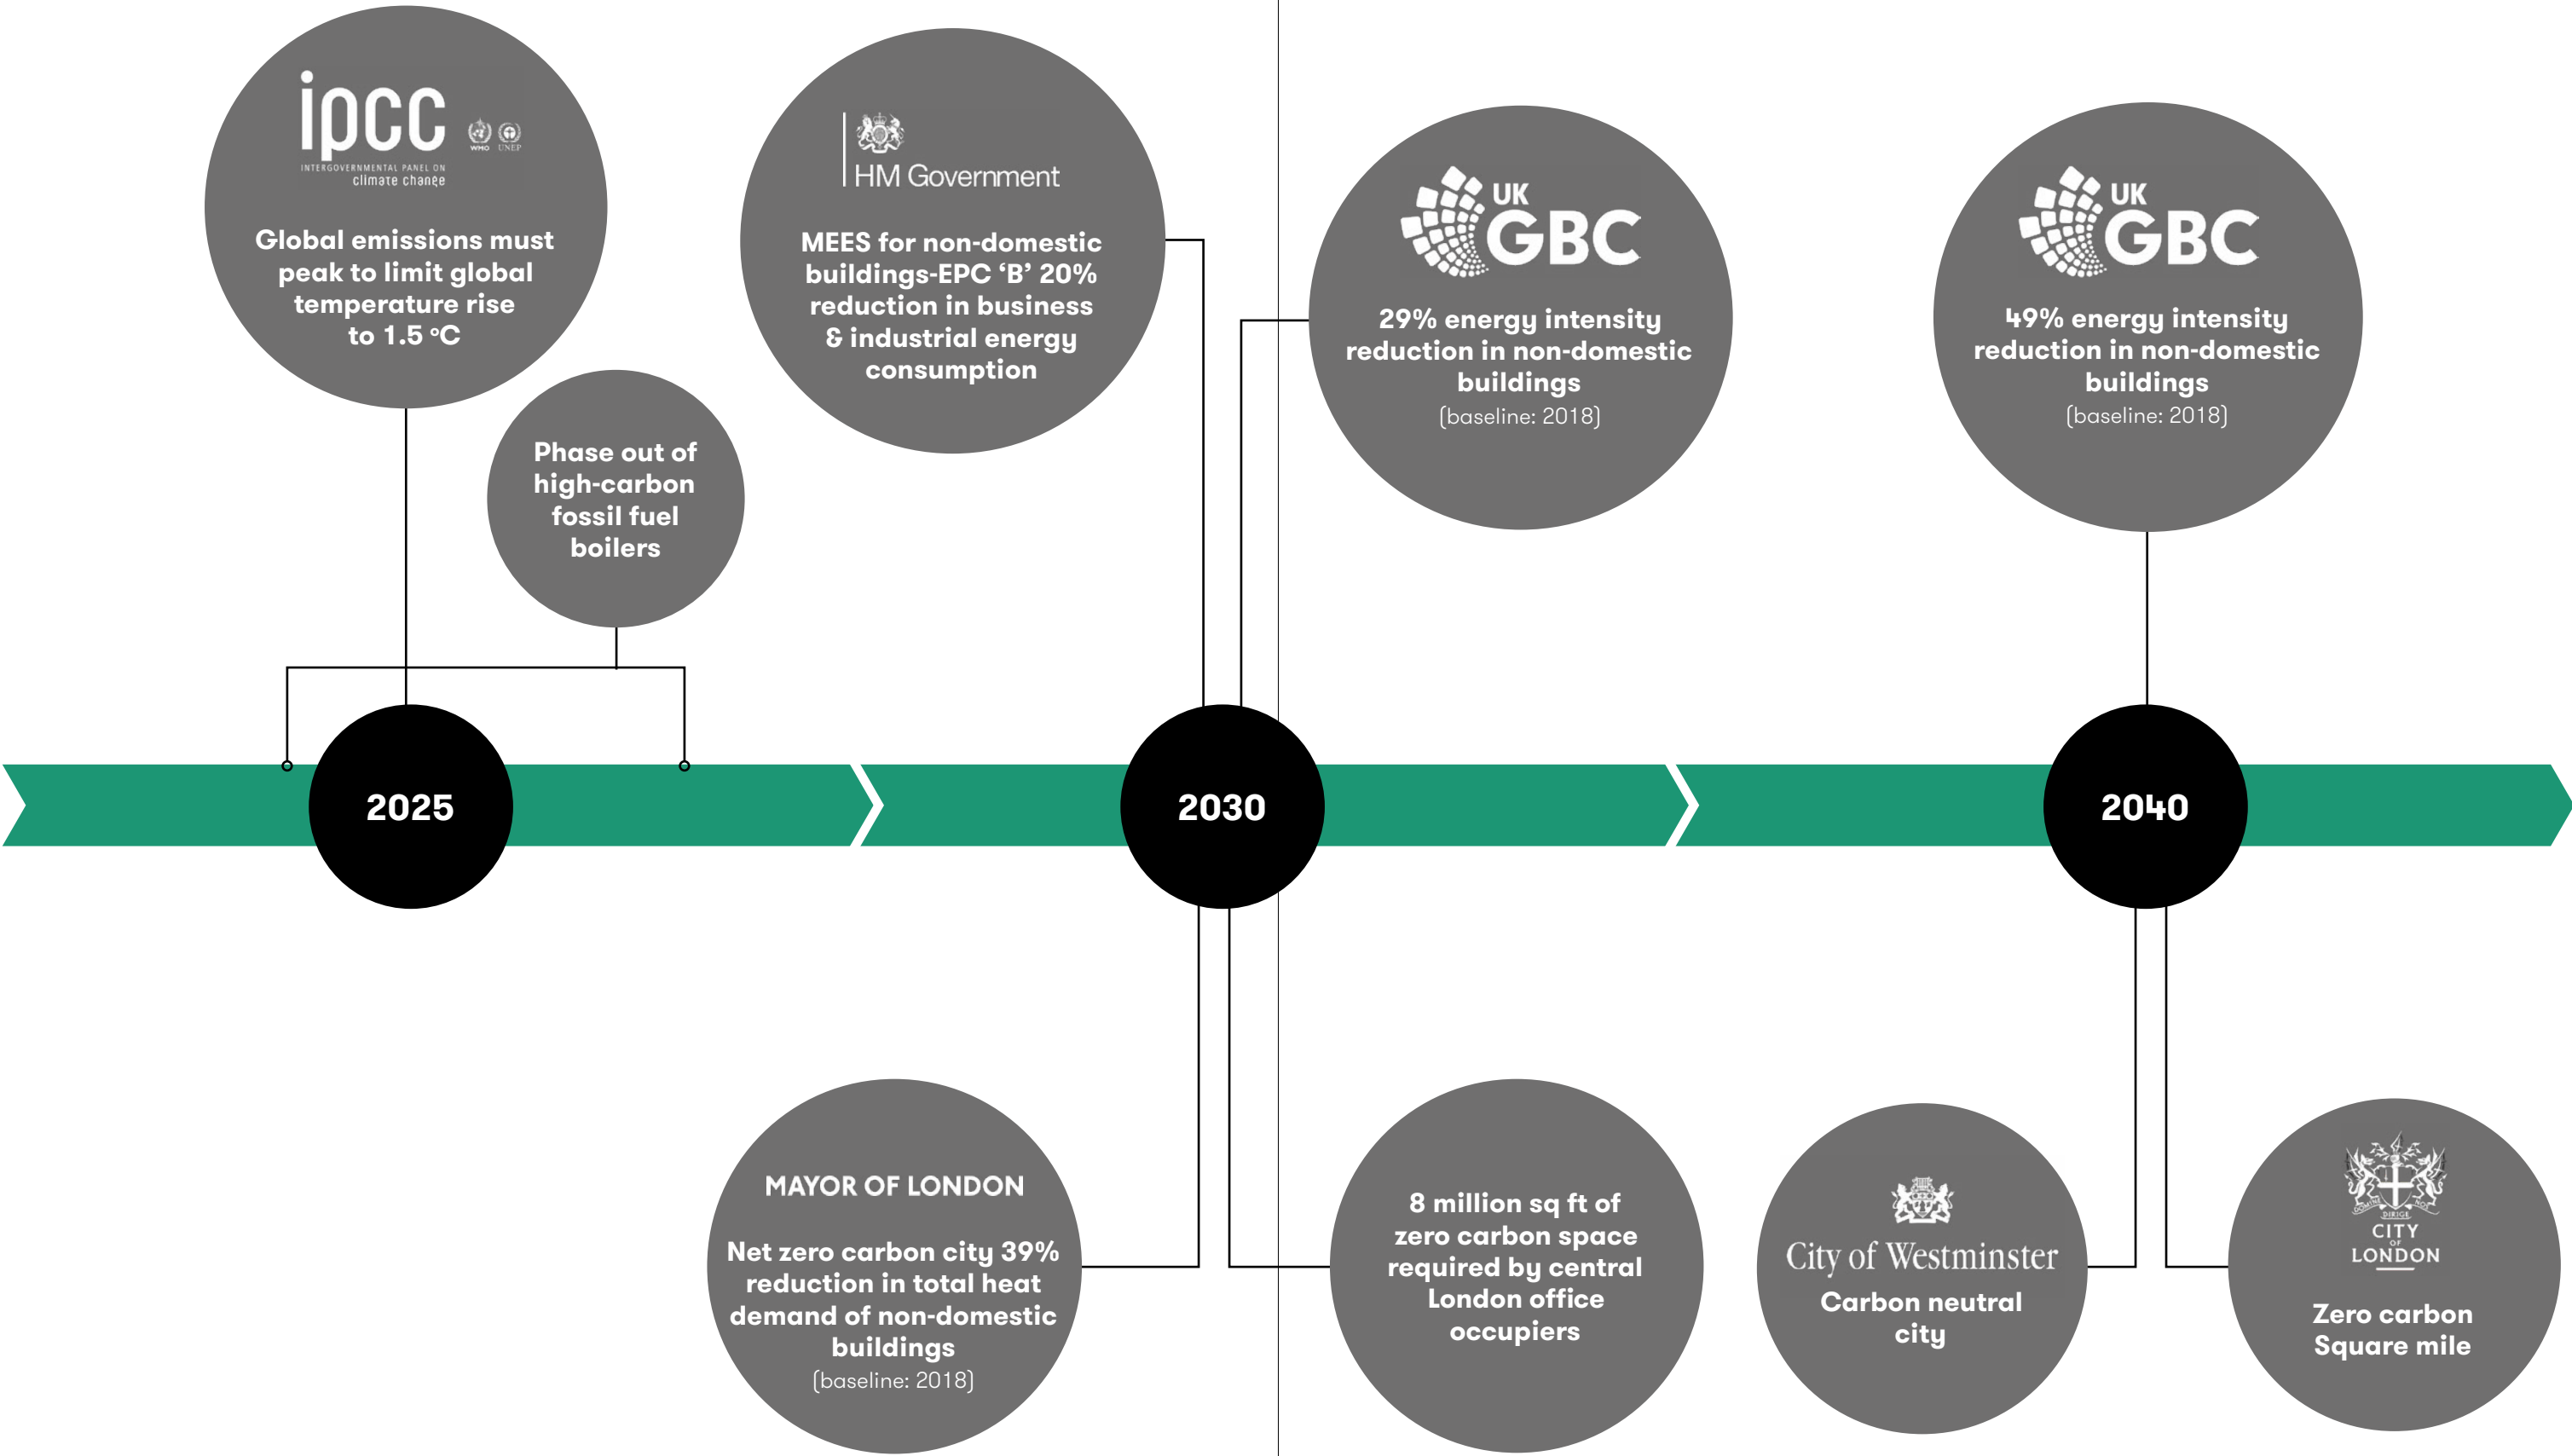 ipcc
WMO UNEP
INTERGOVERNMENTAL PANEL ON
climate change
Global emissions must
peak to limit global
temperature rise
to 1.5 ºC
Phase out of
high-carbon
fossil fuel
boilers
HM Government
MEES for non-domestic
buildings-EPC ‘B’ 20%
reduction in business
& industrial energy
consumption
UK
GBC
29% energy intensity
reduction in non-domestic
buildings
(baseline: 2018)
UK
GBC
49% energy intensity
reduction in non-domestic
buildings
(baseline: 2018)
2025
2030
2040
MAYOR OF LONDON
Net zero carbon city 39%
reduction in total heat
demand of non-domestic
buildings
(baseline: 2018)
8 million sq ft of
zero carbon space
required by central
London office
occupiers
City of Westminster
Carbon neutral
city
DOMINE DIRIGE NOS
CITY
OF
LONDON
Zero carbon
Square mile